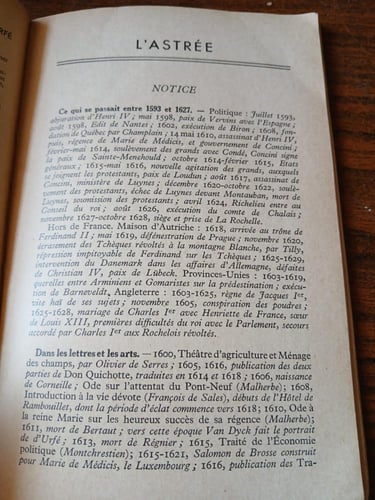 RFÉ
L'ASTRÉE
NOTICE
Ce qui se passait entre 1593 et 1627. — Politique : Juillet 1593,
abjuration d'Henri IV ; mai 1598, paix de Vervins avec l'Espagne ;
août 1598, Edit de Nantes ; 1602, exécution de Biron ; 1608, fon-
dation de Québec par Champlain ; 14 mai 1610, assassinat d'Henri IV,
régence de Marie de Médicis, et gouvernement de Concini ;
février-mai 1614, soulèvement des grands avec Condé, Concini signe
la paix de Sainte-Menehould ; octobre 1614-février 1615, Etats
généraux ; 1615-mai 1616, nouvelle agitation des grands, auxquels
se joignent les protestants, paix de Loudun ; août 1617, assassinat de
Concini, ministère de Luynes ; décembre 1620-octobre 1622, soulè-
vement des protestants, échec de Luynes devant Montauban, mort de
Luynes, soumission des protestants ; avril 1624, Richelieu entre au
Conseil du roi ; août 1626, exécution du comte de Chalais ;
novembre 1627-octobre 1628, siège et prise de La Rochelle.
Hors de France. Maison d'Autriche : 1618, arrivée au trône de
Ferdinand II ; mai 1619, défenestration de Prague ; novembre 1620,
écrasement des Tchèques révoltés à la montagne Blanche, par Tilly,
régression impitoyable de Ferdinand sur les Tchèques ; 1625-1629,
intervention du Danemark dans les affaires d'Allemagne, défaites
de Christian IV, paix de Lübeck. Provinces-Unies : 1603-1619,
querelles entre Arminiens et Gomaristes sur la prédestination ; exécu-
tion de Barneveldt, Angleterre : 1603-1625, règne de Jacques Ier,
vite haï de ses sujets ; novembre 1605, conspiration des poudres ;
1625-1628, mariage de Charles Ier avec Henriette de France, sœur
de Louis XIII, premières difficultés du roi avec le Parlement, secours
accordé par Charles Ier aux Rochelois révoltés.
Dans les lettres et les arts. — 1600, Théâtre d'agriculture et Ménage
des champs, par Olivier de Serres ; 1605, 1616, publication des deux
parties de Don Quichotte, traduites en 1614 et 1618 ; 1606, naissance
de Corneille ; Ode sur l'attentat du Pont-Neuf (Malherbe) ; 1608,
Introduction à la vie dévote (François de Sales), débuts de l'Hôtel de
Rambouillet, dont la période d'éclat commence vers 1618 ; 1610, Ode à la
reine Marie sur les heureux succès de sa régence (Malherbe) ;
1611, mort de Bertaut ; vers cette époque Van Dyck fait le portrait
de d'Urfé ; 1613, mort de Régnier ; 1615, Traité de l'Économie
politique (Montchrestien) ; 1615-1621, Salomon de Brosse construit
pour Marie de Médicis, le Luxembourg ; 1616, publication des Tra-